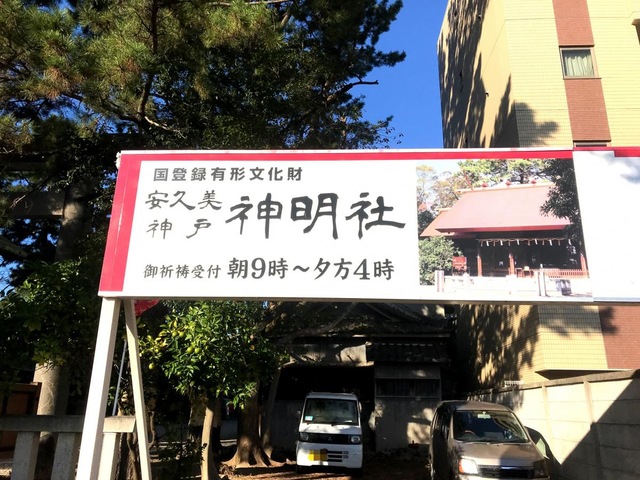 国登録有形文化財
安久美
神戸
神明社
御祈祷受付 朝9時～夕方4時